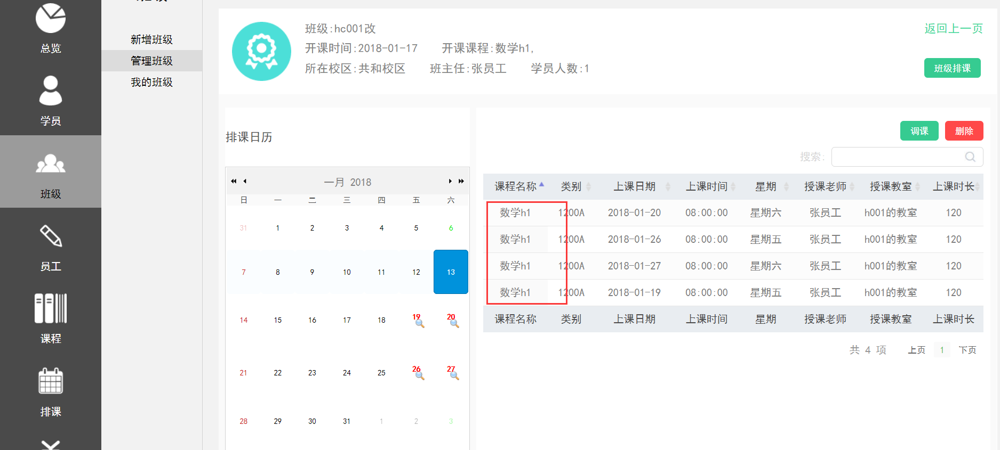 总览
学员
班级
员工
课程
排课
新增班级
管理班级
我的班级
班级:hc001改
开课时间:2018-01-17 开课课程:数学h1,
所在校区:共和校区 班主任:张员工 学员人数:1
返回上一页
班级排课
排课日历
一月 2018
日 一 二 三 四 五 六
31 1 2 3 4 5 6
7 8 9 10 11 12 13
14 15 16 17 18 19 20
21 22 23 24 25 26 27
28 29 30 31 1 2 3
调课 删除
搜索:
课程名称 类别 上课日期 上课时间 星期 授课老师 授课教室 上课时长
数学h1 1200A 2018-01-20 08:00:00 星期六 张员工 h001的教室 120
数学h1 1200A 2018-01-26 08:00:00 星期五 张员工 h001的教室 120
数学h1 1200A 2018-01-27 08:00:00 星期六 张员工 h001的教室 120
数学h1 1200A 2018-01-19 08:00:00 星期五 张员工 h001的教室 120
课程名称 类别 上课日期 上课时间 星期 授课老师 授课教室 上课时长
共 4 项 上页 1 下页